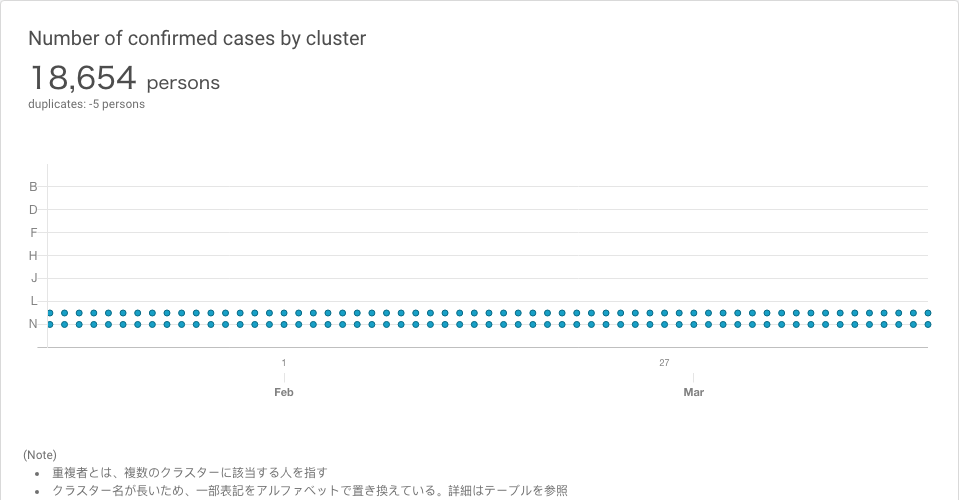 Number of confirmed cases by cluster
18,654 persons
duplicates: -5 persons
B
D
F
H
J
L
N
1 27
Feb Mar
(Note)
• 重複者とは、複数のクラスターに該当する人を指す
• クラスター名が長いため、一部表記をアルファベットで置き換えている。詳細はテーブルを参照